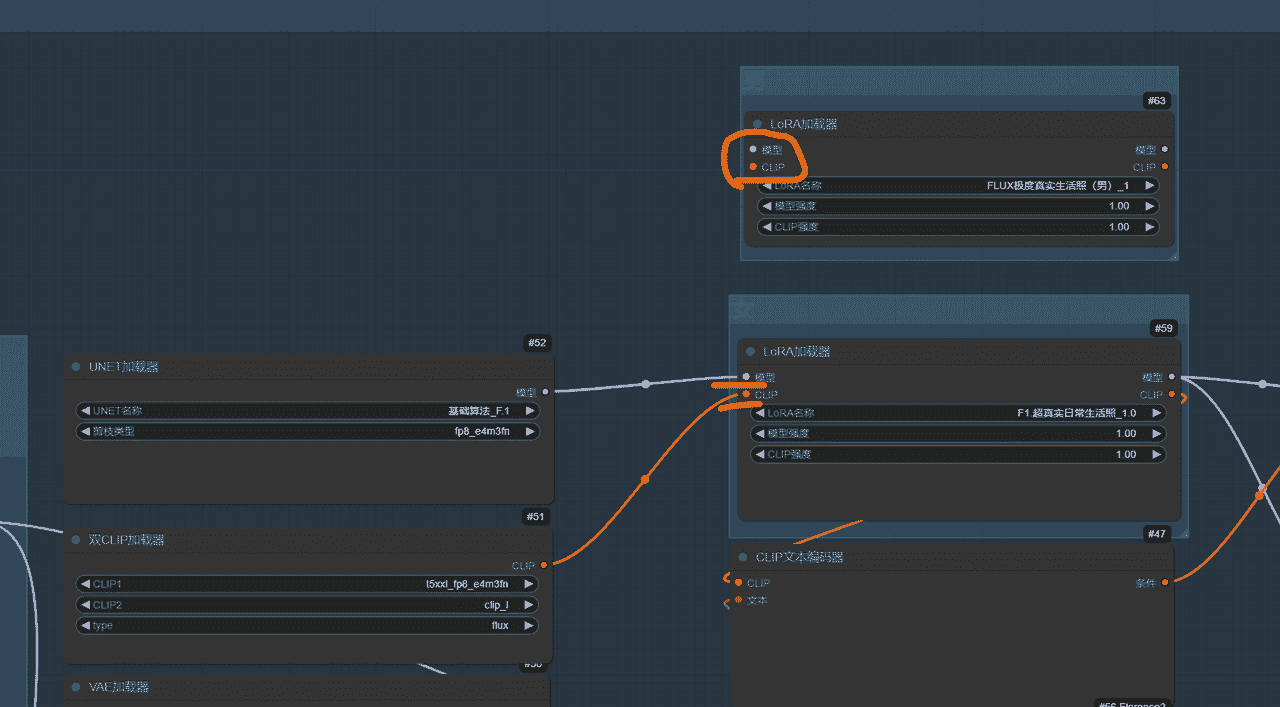 #63
LoRA加载器
模型 模型
CLIP CLIP
LoRA名称 FLUX极度真实生活照（男）_1
模型强度 1.00
CLIP强度 1.00
#59
LoRA加载器
模型 模型
CLIP CLIP
LoRA名称 F1.超真实日常生活照_1.0
模型强度 1.00
CLIP强度 1.00
#52
UNET加载器
模型
UNET名称 基础算法_F.1
剪枝类型 fp8_e4m3fn
#51
双CLIP加载器
CLIP
CLIP1 t5xxl_fp8_e4m3fn
CLIP2 clip_l
type flux
#47
CLIP文本编码器
CLIP 条件
文本
#50
VAE加载器
#56 Florence2